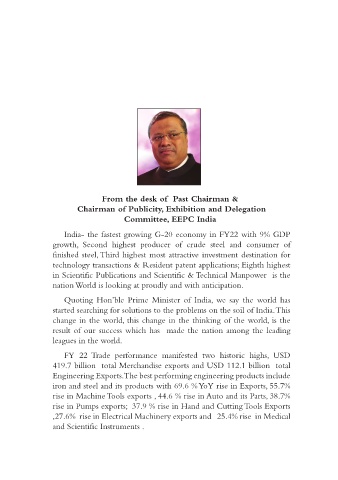 From the desk of Past Chairman &
Chairman of Publicity, Exhibition and Delegation
Committee, EEPC India
India- the fastest growing G-20 economy in FY22 with 9% GDP
growth, Second highest producer of crude steel and consumer of
finished steel, Third highest most attractive investment destination for
technology transactions & Resident patent applications; Eighth highest
in Scientific Publications and Scientific & Technical Manpower is the
nation World is looking at proudly and with anticipation.
Quoting Hon'ble Prime Minister of India, we say the world has
started searching for solutions to the problems on the soil of India. This
change in the world, this change in the thinking of the world, is the
result of our success which has made the nation among the leading
leagues in the world.
FY 22 Trade performance manifested two historic highs, USD
419.7 billion total Merchandise exports and USD 112.1 billion total
Engineering Exports. The best performing engineering products include
iron and steel and its products with 69.6 % YoY rise in Exports, 55.7%
rise in Machine Tools exports , 44.6 % rise in Auto and its Parts, 38.7%
rise in Pumps exports; 37.9 % rise in Hand and Cutting Tools Exports
,27.6% rise in Electrical Machinery exports and 25.4% rise in Medical
and Scientific Instruments .